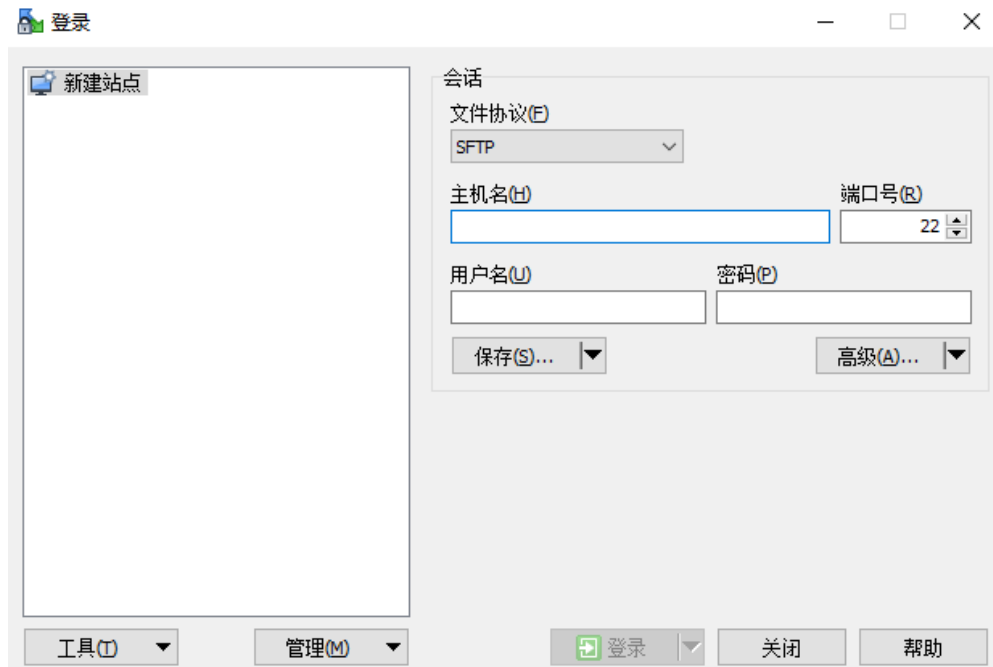 登录
新建站点
会话
文件协议(F)
SFTP
主机名(H)
端口号(R)
22
用户名(U)
密码(P)
保存(S)...
高级(A)...
工具(T)
管理(M)
登录
关闭
帮助